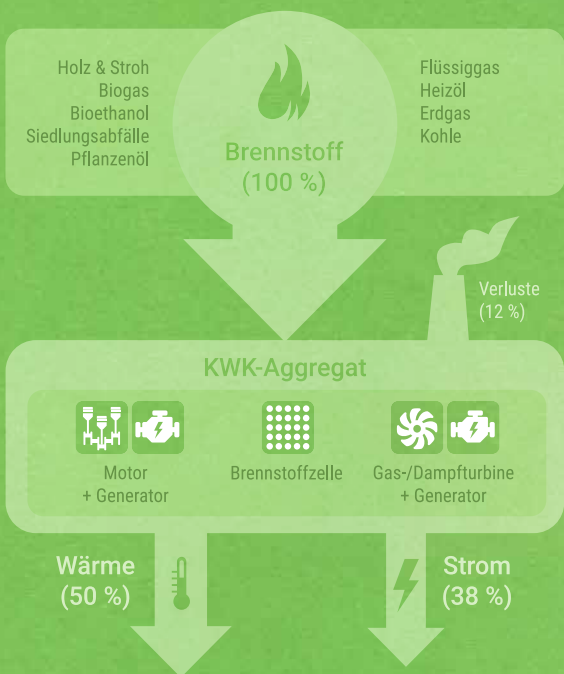 Holz & Stroh
Biogas
Bioethanol
Siedlungsabfälle
Pflanzenöl
Brennstoff
(100 %)
Flüssiggas
Heizöl
Erdgas
Kohle
Verluste
(12 %)
KWK-Aggregat
Motor
+ Generator
Brennstoffzelle
Gas-/Dampfturbine
+ Generator
Wärme
(50 %)
Strom
(38 %)